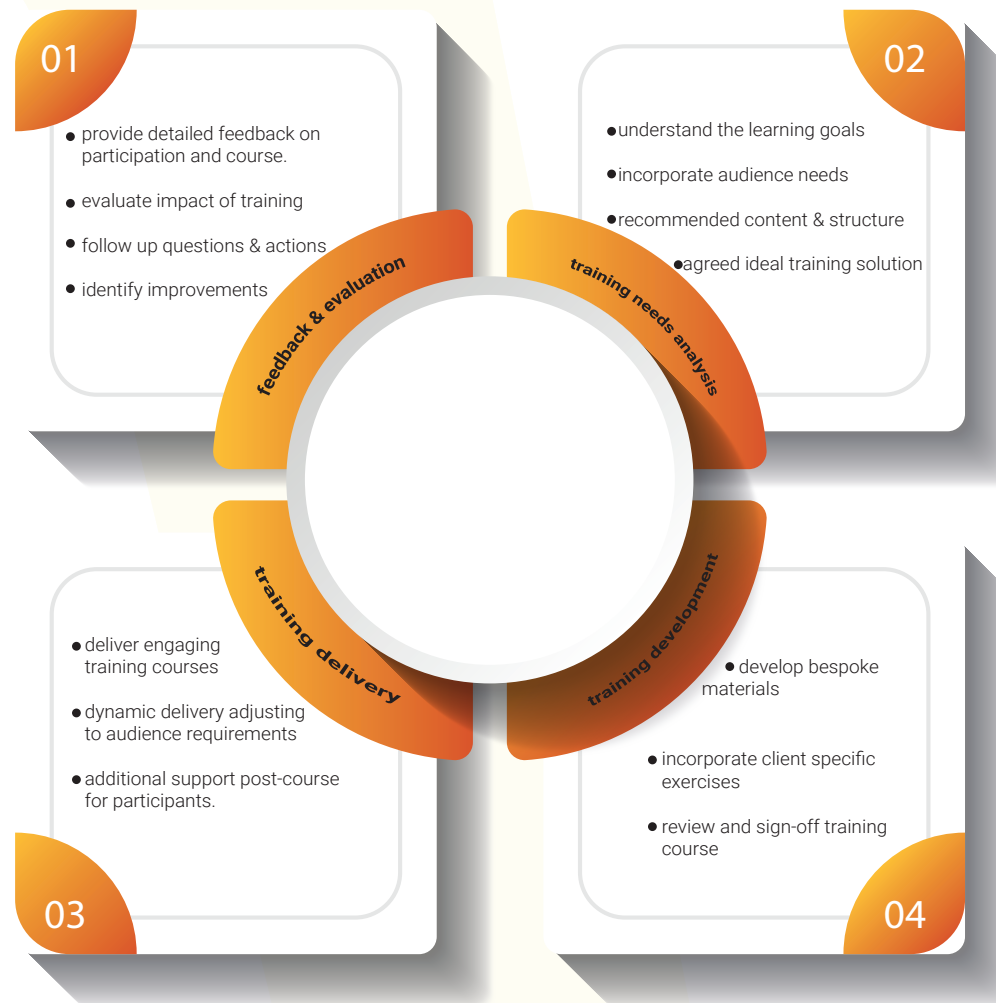 01
• provide detailed feedback on
participation and course.
• evaluate impact of training
• follow up questions & actions
• identify improvements
feedback & evaluation
02
•understand the learning goals
•incorporate audience needs
•recommended content & structure
•agreed ideal training solution
training needs analysis
• deliver engaging
training courses
• dynamic delivery adjusting
to audience requirements
• additional support post-course
for participants.
training delivery
03
training development
• develop bespoke
materials
• incorporate client specific
exercises
• review and sign-off training
course
04